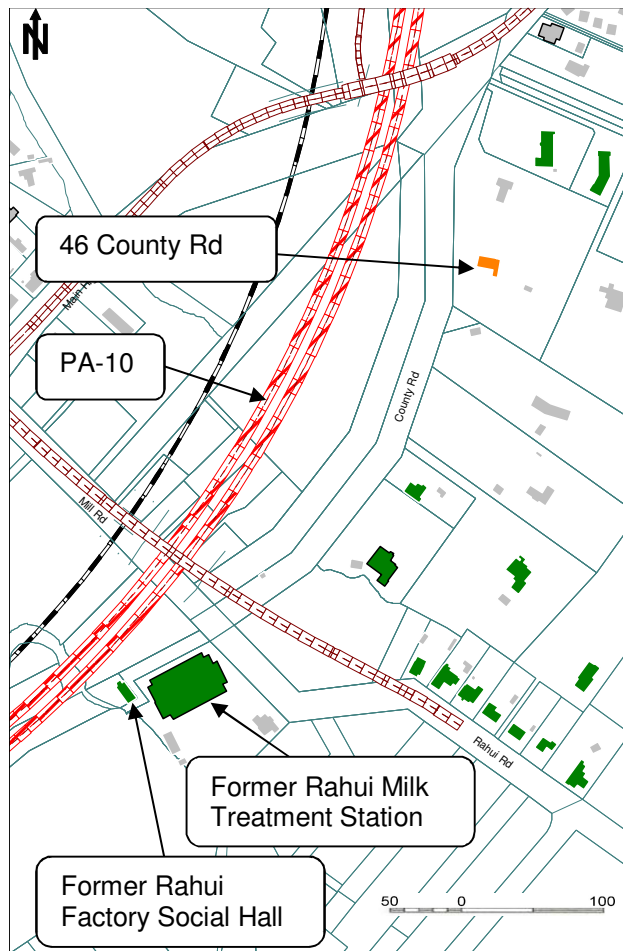 N
46 County Rd
Main R
PA-10
County Rd
Mill Rd
Rahui Rd
Former Rahui Milk
Treatment Station
Former Rahui
Factory Social Hall
50 0 100